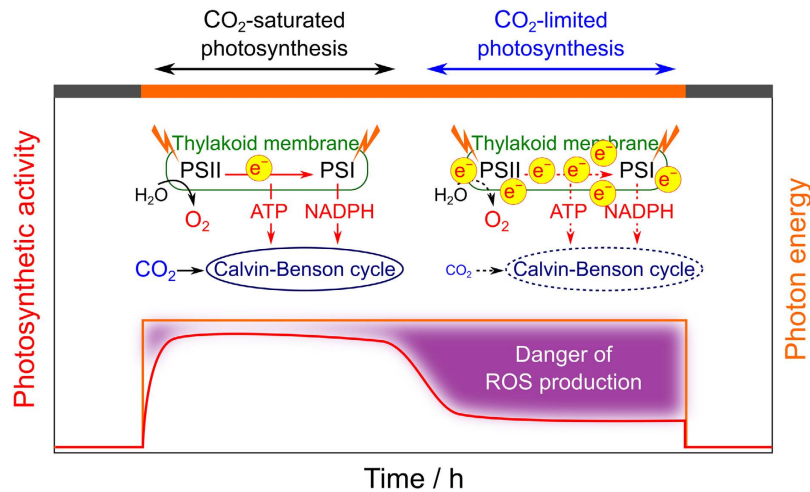 CO₂-saturated
photosynthesis
CO₂-limited
photosynthesis
Photosynthetic activity
Photon energy
Thylakoid membrane
PSII
e⁻
PSI
H₂O
O₂
ATP
NADPH
CO₂
Calvin-Benson cycle
Thylakoid membrane
e⁻
PSII
e⁻
e⁻
e⁻
e⁻
PSI
e⁻
e⁻
H₂O
O₂
ATP
NADPH
CO₂
Calvin-Benson cycle
Danger of
ROS production
Time / h